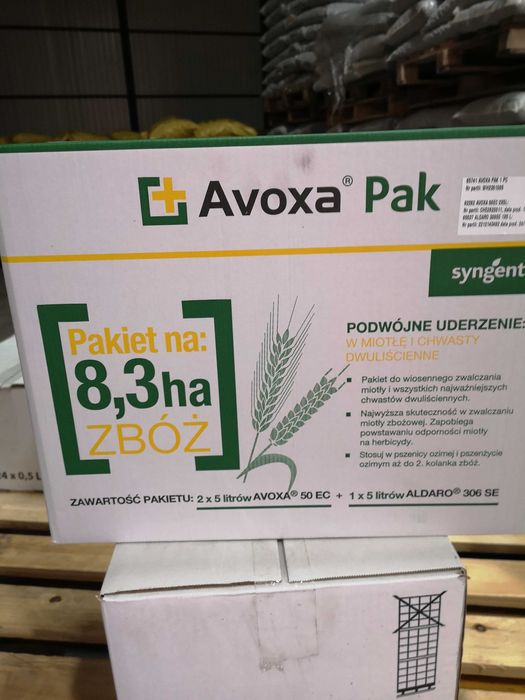 Avoxa® Pak
syngent
Pakiet na:
8,3ha
ZBÓŻ
PODWÓJNE UDERZENIE:
W MIOTŁĘ I CHWASTY
DWULIŚCIENNE
Pakiet do wiosennego zwalczania
miotły i wszystkich najważniejszych
chwastów dwuliściennych.
Najwyższa skuteczność w zwalczaniu
miotły zbożowej. Zapobiega
powstawaniu odporności miotły
na herbicydy.
Stosuj w pszenicy ozimej i pszenżycie
ozimym aż do 2. kolanka zbóż.
4 x 0,5 L
ZAWARTOŚĆ PAKIETU: 2 x 5 litrów AVOXA® 50 EC + 1 x 5 litrów ALDARO® 306 SE